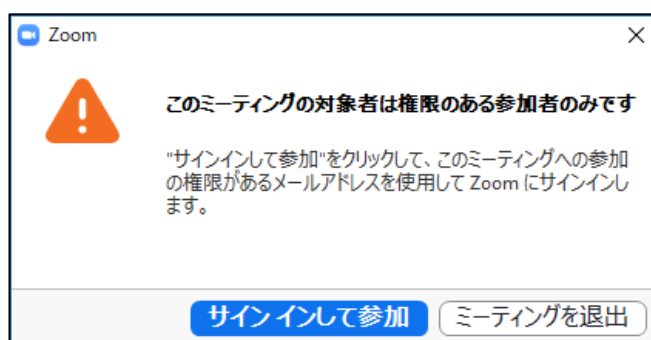 Zoom
このミーティングの対象者は権限のある参加者のみです
"サインインして参加"をクリックして、このミーティングへの参加
の権限があるメールアドレスを使用して Zoom にサインインし
ます。
サイン インして参加
ミーティングを退出